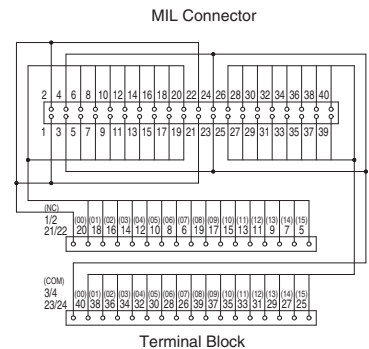 MIL Connector
2 4 6 8 10 12 14 16 18 20 22 24 26 28 30 32 34 36 38 40
1 3 5 7 9 11 13 15 17 19 21 23 25 27 29 31 33 35 37 39
(NC)
1/2
21/22
(00) (01) (02) (03) (04) (05) (06) (07) (08) (09) (10) (11) (12) (13) (14) (15)
20 18 16 14 12 10 8 6 19 17 15 13 11 9 7 5
(COM)
3/4
23/24
(00) (01) (02) (03) (04) (05) (06) (07) (08) (09) (10) (11) (12) (13) (14) (15)
40 38 36 34 32 30 28 26 39 37 35 33 31 29 27 25
Terminal Block